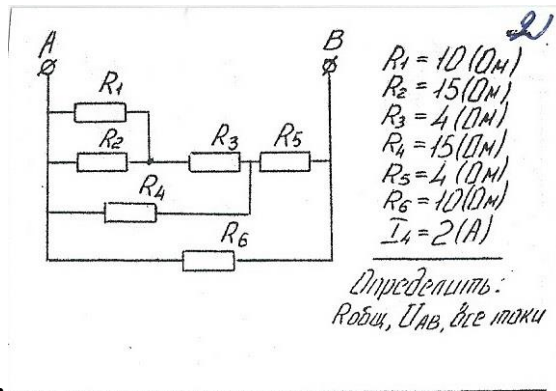 2
A
B
R1
R2
R3
R5
R4
R6
R1 = 10 (Ом)
R2 = 15 (Ом)
R3 = 4 (Ом)
R4 = 15 (Ом)
R5 = 4 (Ом)
R6 = 10 (Ом)
I4 = 2 (А)
Определить:
Rобщ, UАВ, все токи